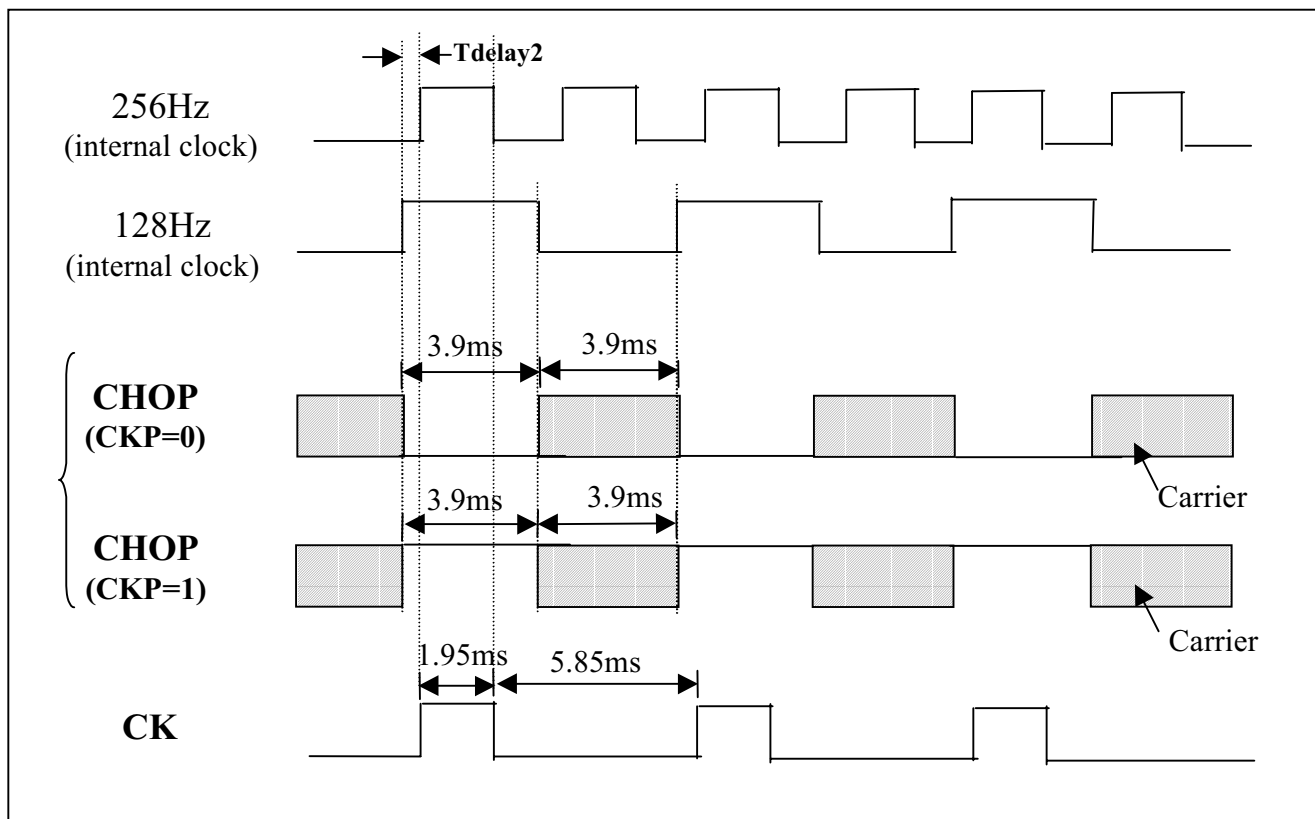 Tdelay2
256Hz
(internal clock)
128Hz
(internal clock)
3.9ms 3.9ms
CHOP
(CKP=0)
Carrier
3.9ms 3.9ms
CHOP
(CKP=1)
Carrier
1.95ms 5.85ms
CK